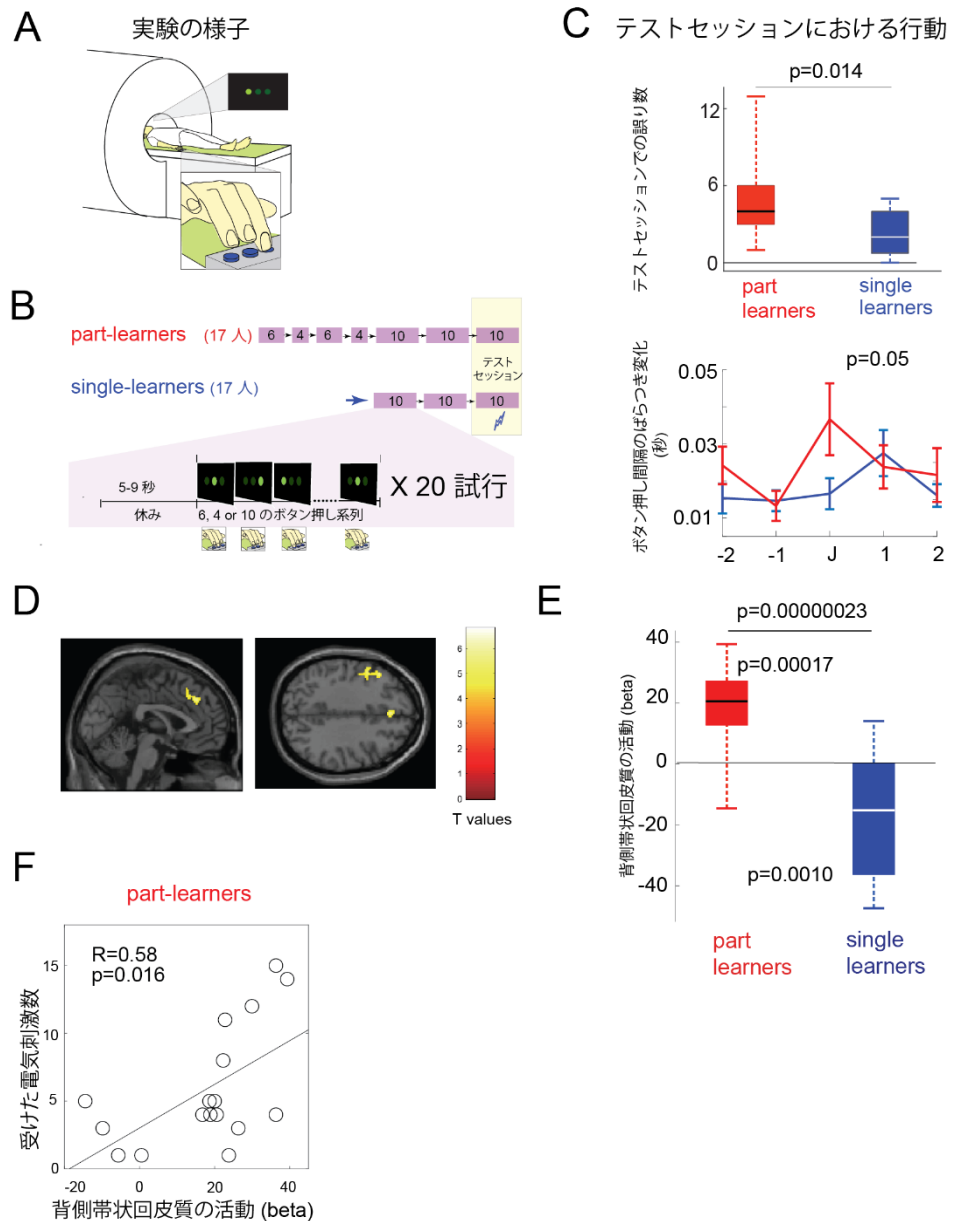 A
実験の様子
B
part-learners (17 人)
6
4
6
4
10
10
10
テスト
セッション
single-learners (17 人)
10
10
10
5-9 秒
休み
6, 4 or 10 のボタン押し系列
X 20 試行
C
テストセッションにおける行動
p=0.014
テストセッションでの誤り数
12
6
0
part
learners
single
learners
ボタン押し間隔のばらつき変化
(秒)
p=0.05
0.05
0.03
0.01
-2
-1
J
1
2
D
6
5
4
3
2
1
0
T values
E
p=0.00000023
p=0.00017
p=0.0010
背側帯状回皮質の活動 (beta)
40
20
0
-20
-40
part
learners
single
learners
F
part-learners
R=0.58
p=0.016
受けた電気刺激数
15
10
5
0
-20
0
20
40
背側帯状回皮質の活動 (beta)